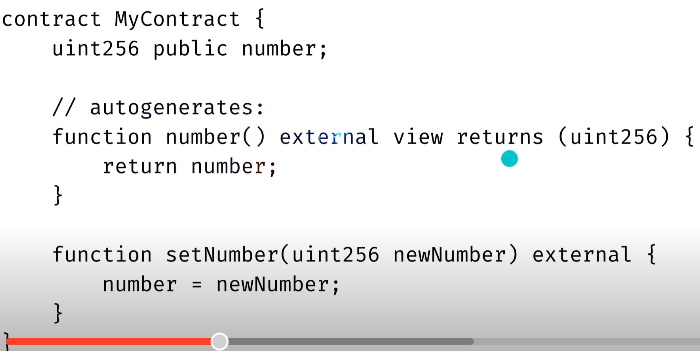 contract MyContract {
    uint256 public number;
    // autogenerates:
    function number() external view returns (uint256) {
        return number;
    }
    function setNumber(uint256 newNumber) external {
        number = newNumber;
    }
}